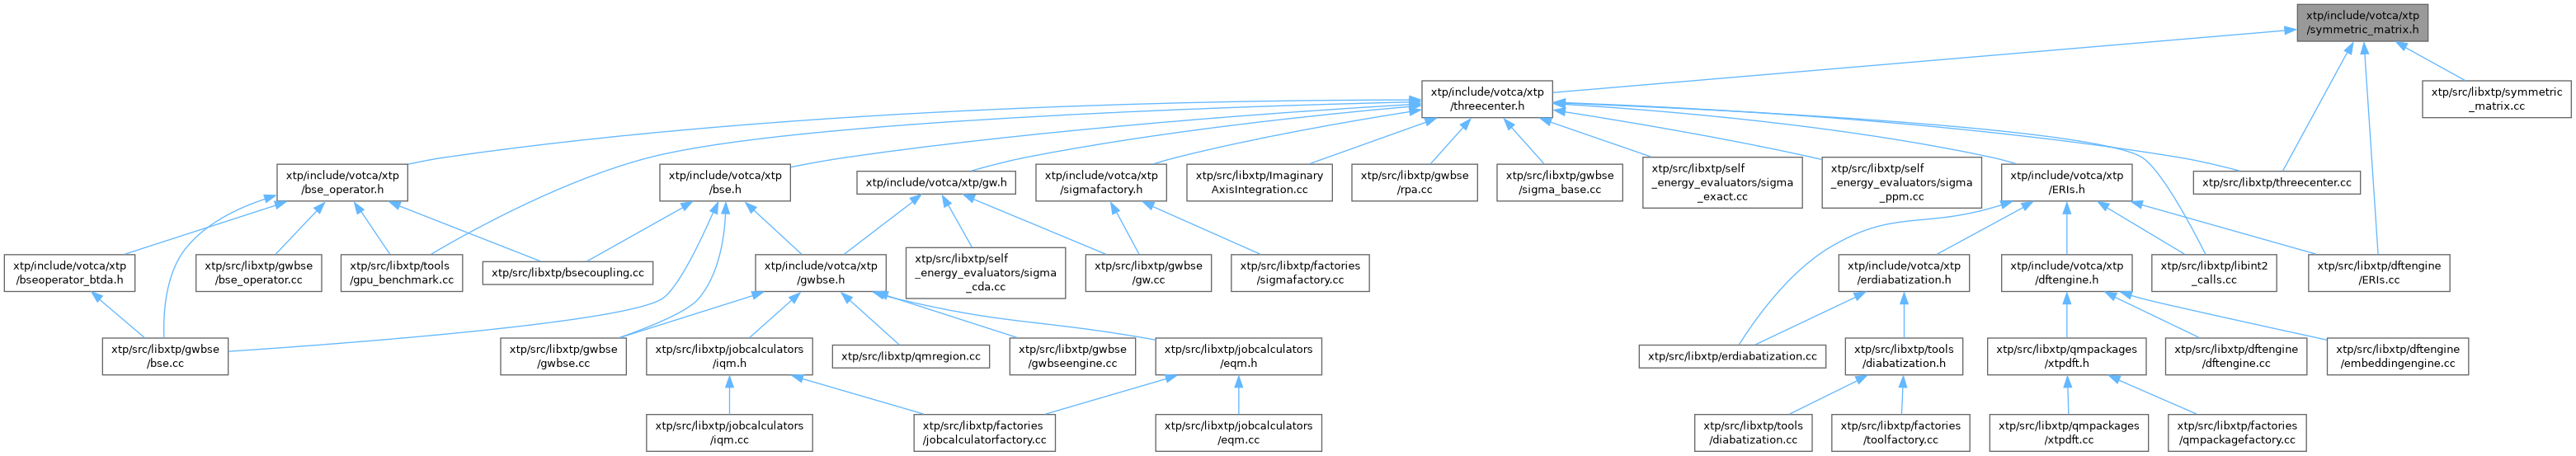 xtp/include/votca/xtp
/symmetric_matrix.h
xtp/include/votca/xtp
/threecenter.h
xtp/src/libxtp/symmetric
_matrix.cc
xtp/include/votca/xtp
/bse_operator.h
xtp/include/votca/xtp
/bse.h
xtp/include/votca/xtp/gw.h
xtp/include/votca/xtp
/sigmafactory.h
xtp/src/libxtp/Imaginary
AxisIntegration.cc
xtp/src/libxtp/gwbse
/rpa.cc
xtp/src/libxtp/gwbse
/sigma_base.cc
xtp/src/libxtp/self
_energy_evaluators/sigma
_exact.cc
xtp/src/libxtp/self
_energy_evaluators/sigma
_ppm.cc
xtp/include/votca/xtp
/ERIs.h
xtp/src/libxtp/threecenter.cc
xtp/include/votca/xtp
/bseoperator_btda.h
xtp/src/libxtp/gwbse
/bse_operator.cc
xtp/src/libxtp/tools
/gpu_benchmark.cc
xtp/src/libxtp/bsecoupling.cc
xtp/include/votca/xtp
/gwbse.h
xtp/src/libxtp/self
_energy_evaluators/sigma
_cda.cc
xtp/src/libxtp/gwbse
/gw.cc
xtp/src/libxtp/factories
/sigmafactory.cc
xtp/include/votca/xtp
/erdiabatization.h
xtp/include/votca/xtp
/dftengine.h
xtp/src/libxtp/libint2
_calls.cc
xtp/src/libxtp/dftengine
/ERIs.cc
xtp/src/libxtp/gwbse
/bse.cc
xtp/src/libxtp/gwbse
/gwbse.cc
xtp/src/libxtp/jobcalculators
/iqm.h
xtp/src/libxtp/qmregion.cc
xtp/src/libxtp/gwbse
/gwbseengine.cc
xtp/src/libxtp/jobcalculators
/eqm.h
xtp/src/libxtp/erdiabatization.cc
xtp/src/libxtp/tools
/diabatization.h
xtp/src/libxtp/qmpackages
/xtpdft.h
xtp/src/libxtp/dftengine
/dftengine.cc
xtp/src/libxtp/dftengine
/embeddingengine.cc
xtp/src/libxtp/jobcalculators
/iqm.cc
xtp/src/libxtp/factories
/jobcalculatorfactory.cc
xtp/src/libxtp/jobcalculators
/eqm.cc
xtp/src/libxtp/tools
/diabatization.cc
xtp/src/libxtp/factories
/toolfactory.cc
xtp/src/libxtp/qmpackages
/xtpdft.cc
xtp/src/libxtp/factories
/qmpackagefactory.cc